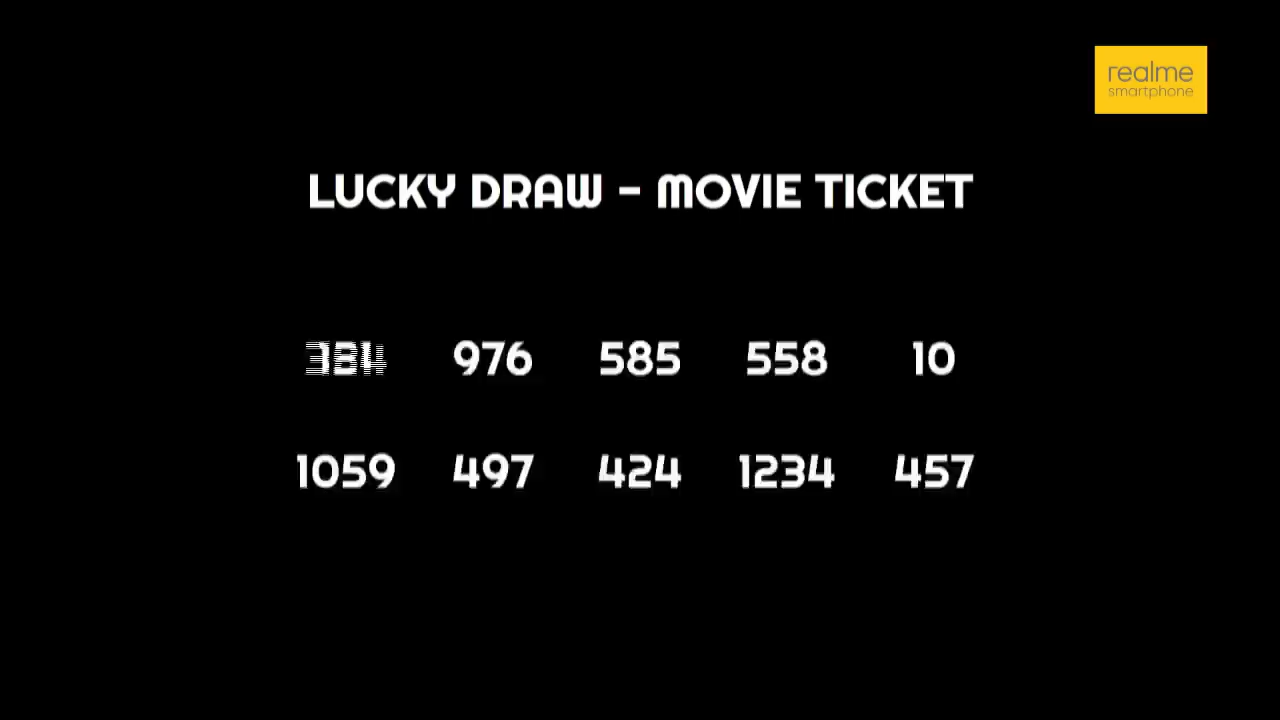 realme
smartphone
LUCKY DRAW - MOVIE TICKET
976 585 558 10
1059 497 424 1234 457